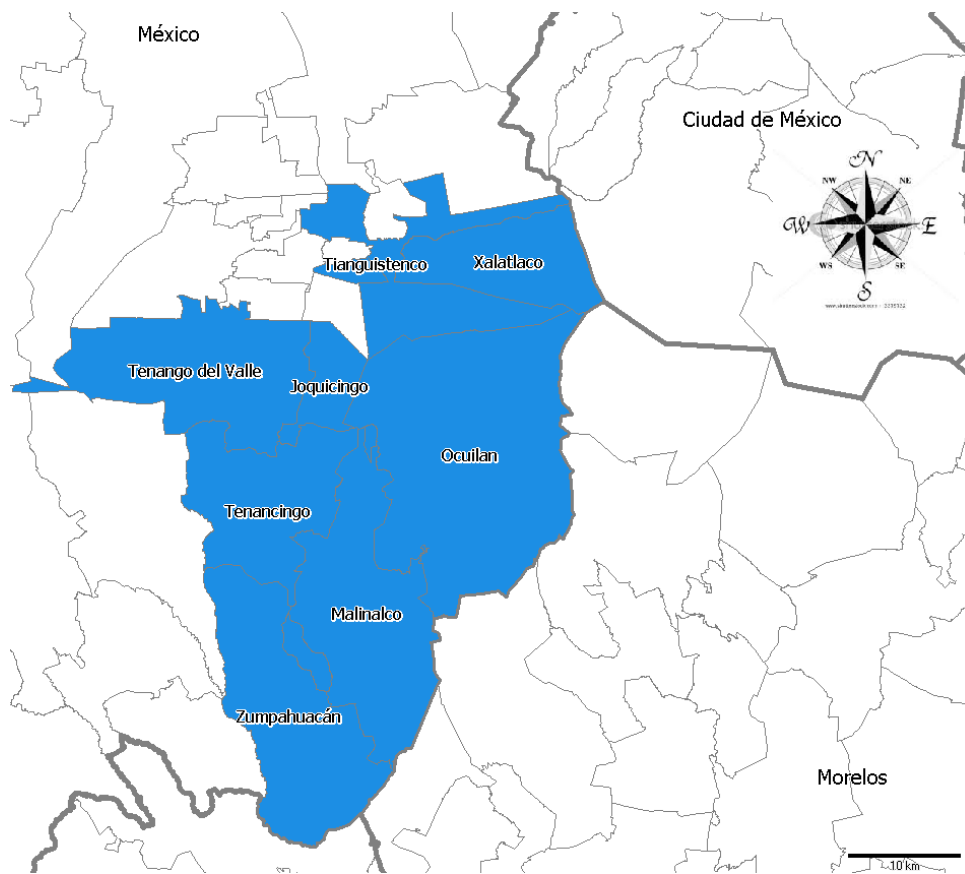 México
Ciudad de México
N
NW
NE
W
E
WS
SE
S
Tianguistenco
Xalatlaco
Tenango del Valle
Joquicingo
Ocuilan
Tenancingo
Malinalco
Zumpahuacán
Morelos
10 km